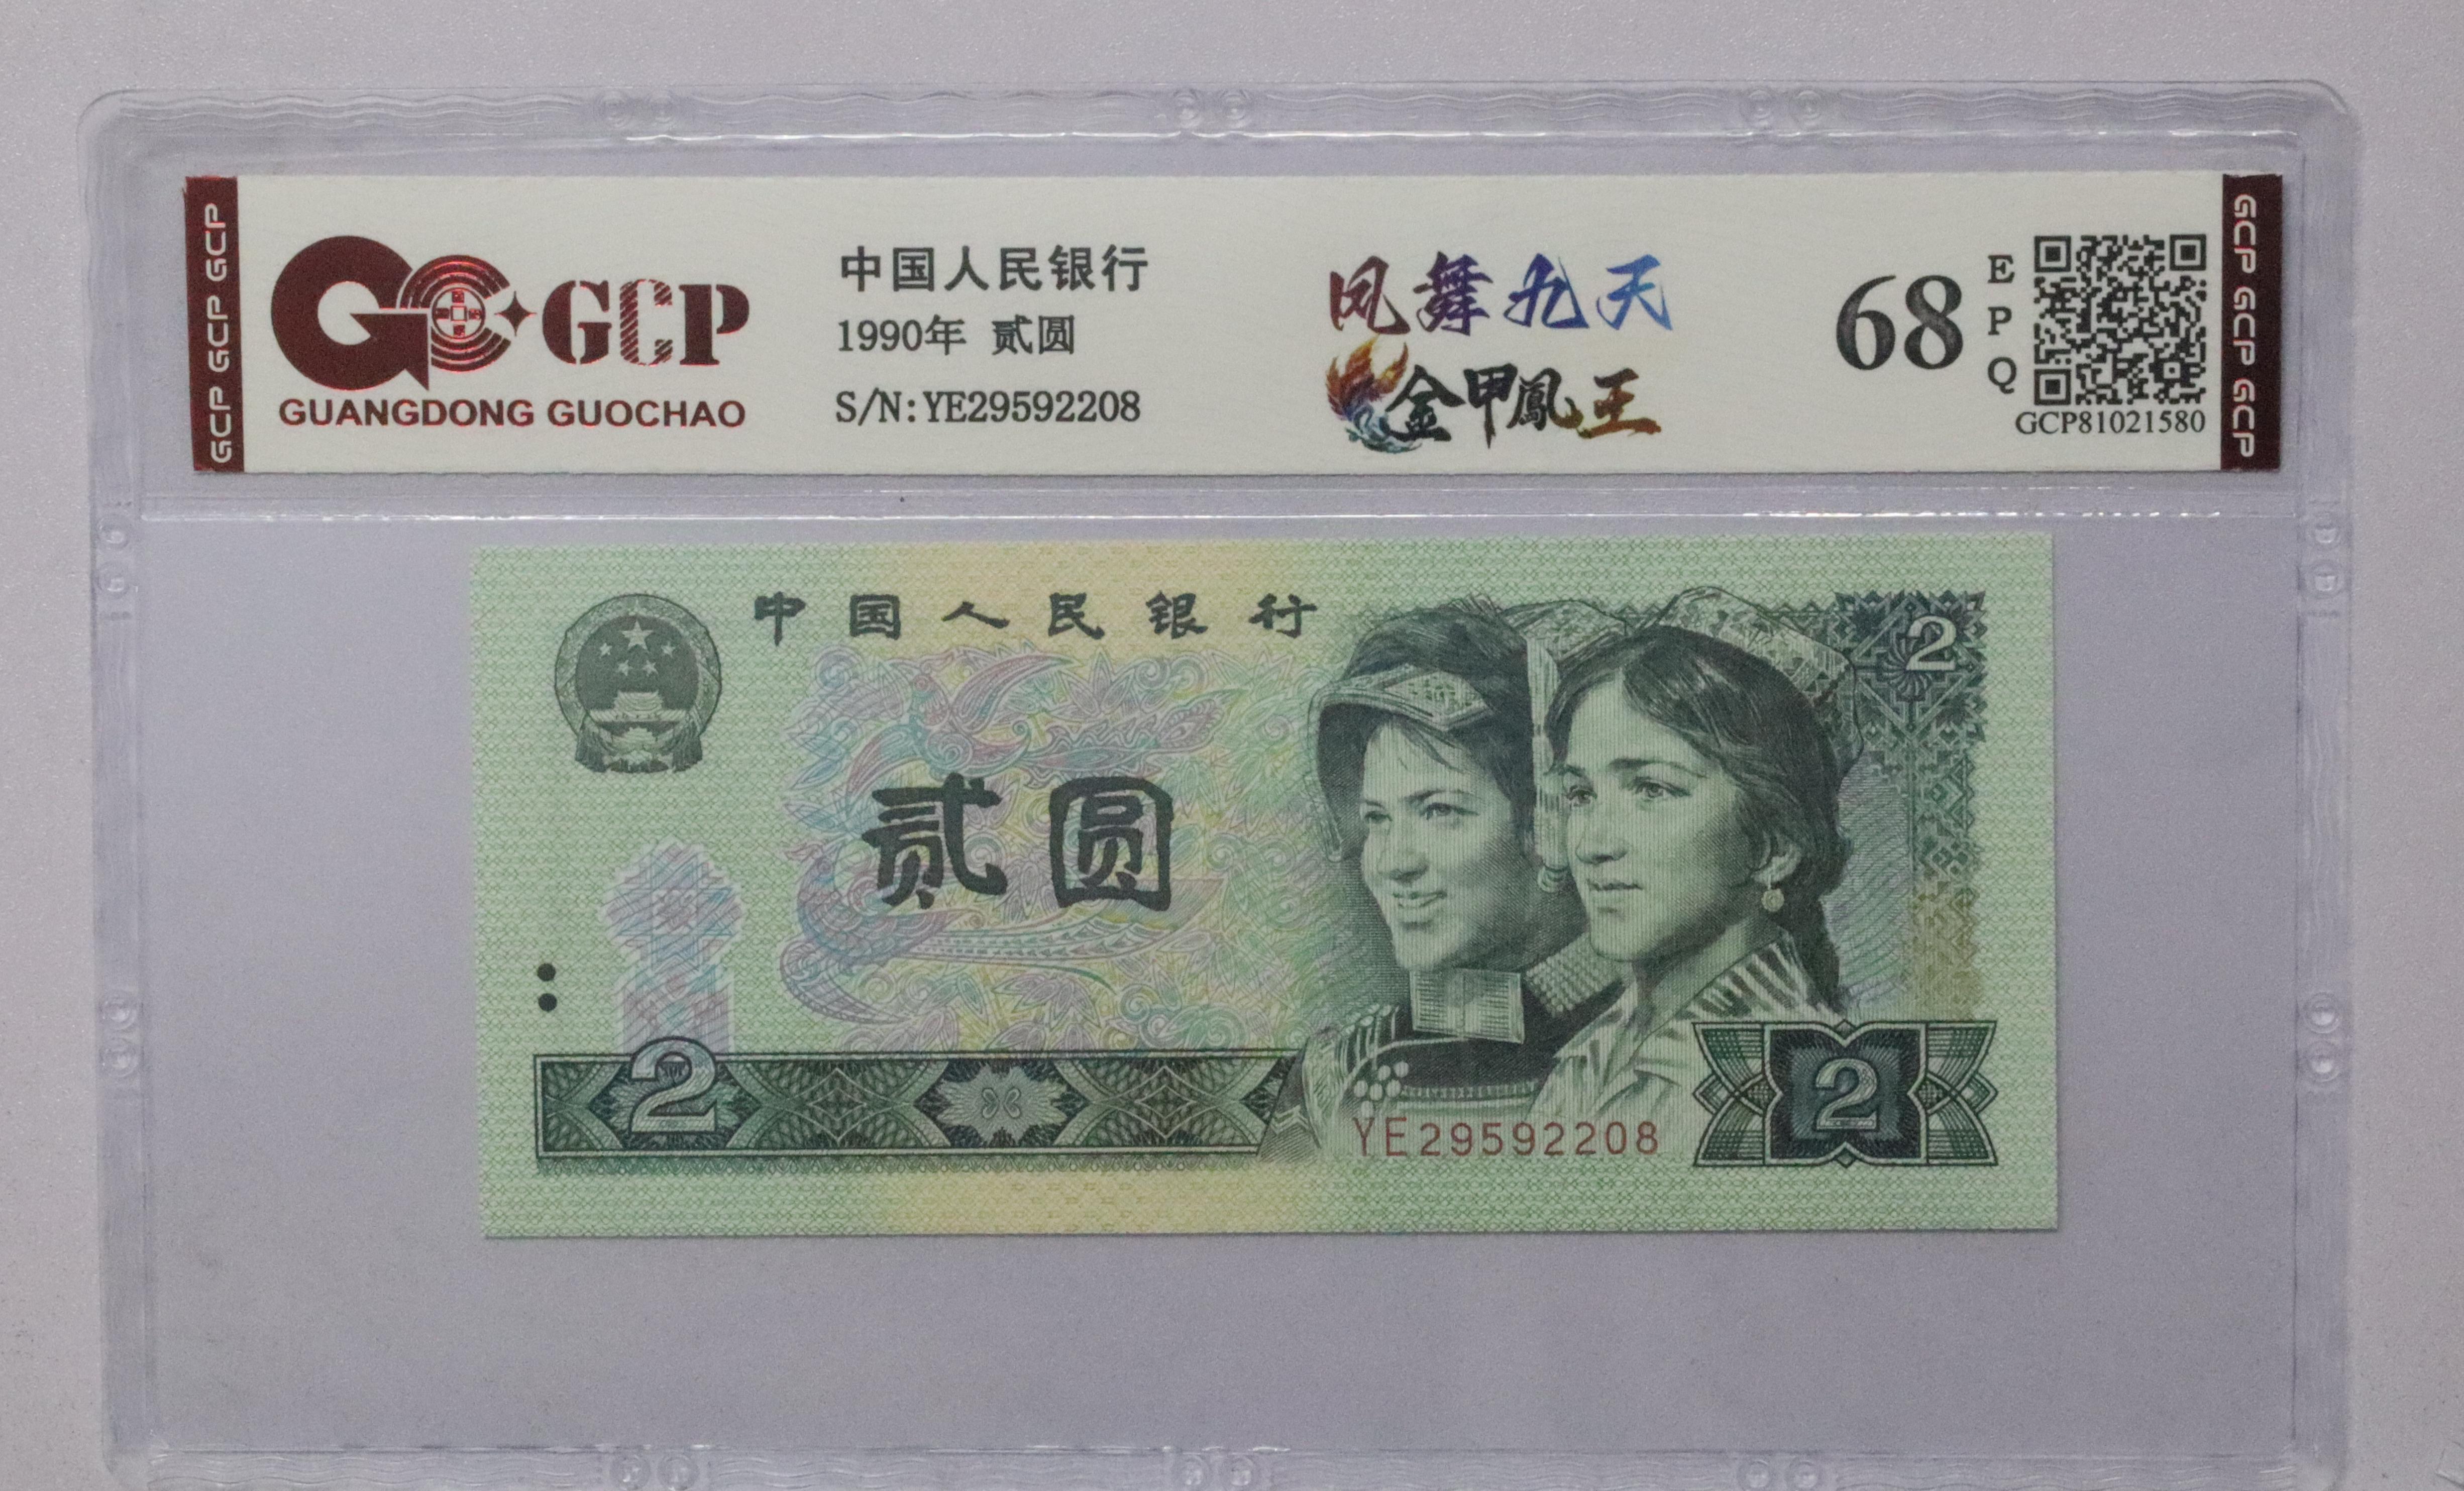 GCP GCP GCP
GCP
GUANGDONG GUOCHAO
中国人民银行
1990年 贰圆
S/N:YE29592208
凤舞九天
金甲鳳王
68
EPQ
GCP81021580
GCP GCP GCP
中国人民银行
2
贰圆
2
YE29592208
2